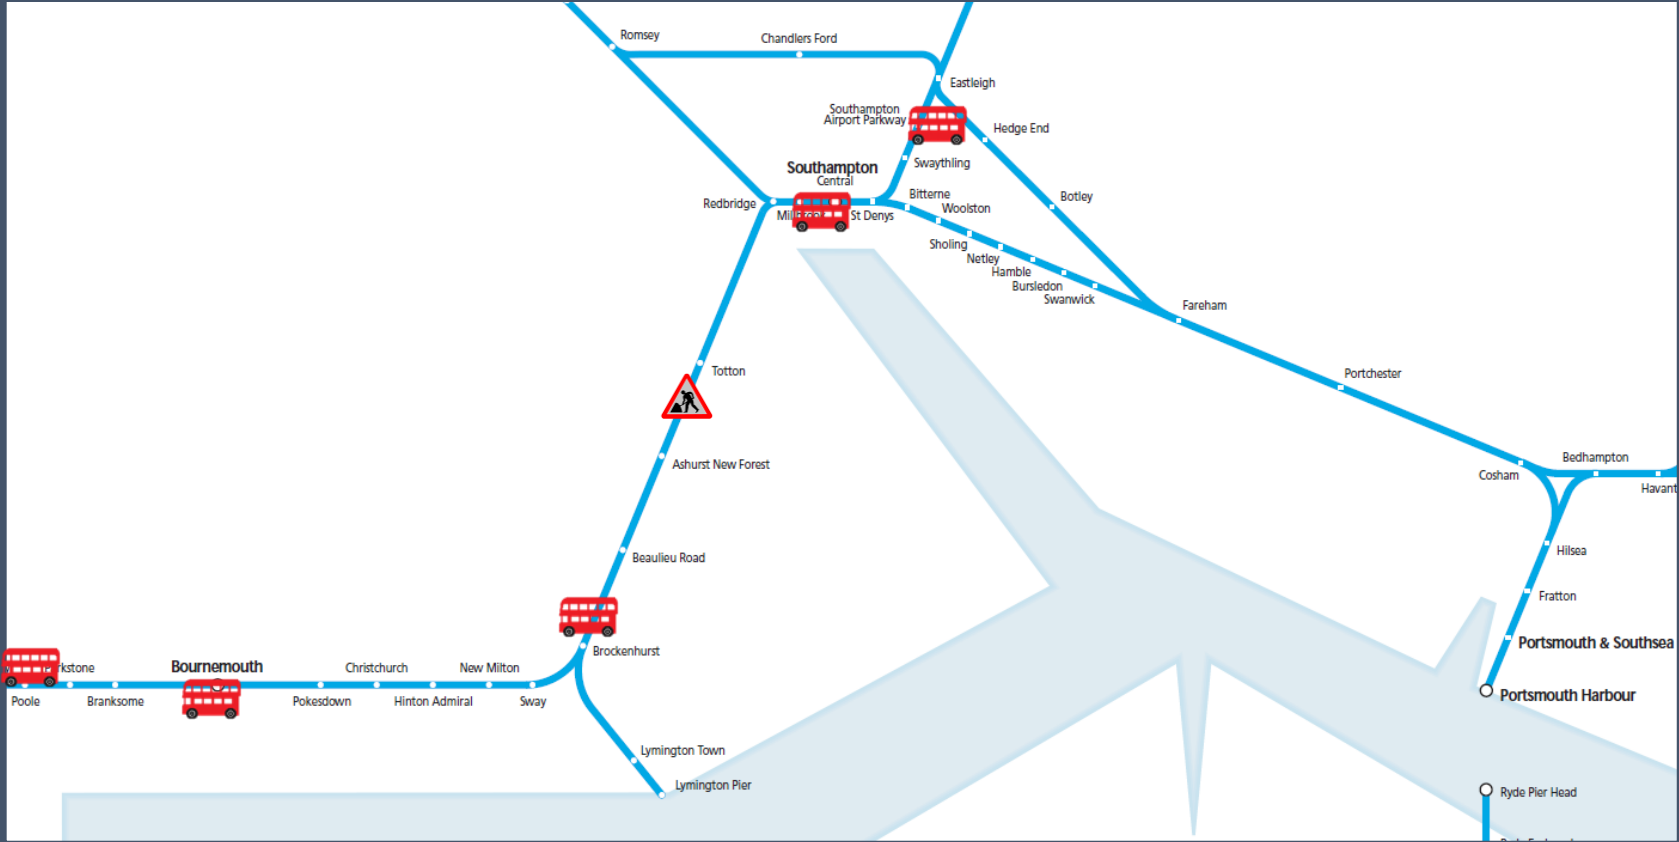 Romsey
Chandlers Ford
Eastleigh
Southampton
Airport Parkway
Hedge End
Swaythling
Southampton
Central
Redbridge
St Denys
Bitterne
Woolston
Botley
Sholing
Netley
Hamble
Bursledon
Swanwick
Fareham
Totton
Portchester
Ashurst New Forest
Bedhampton
Cosham
Havant
Beaulieu Road
Hilsea
Fratton
Portsmouth & Southsea
Brockenhurst
Bournemouth
Christchurch
New Milton
Poole
Branksome
Pokesdown
Hinton Admiral
Sway
Portsmouth Harbour
Lymington Town
Lymington Pier
Ryde Pier Head